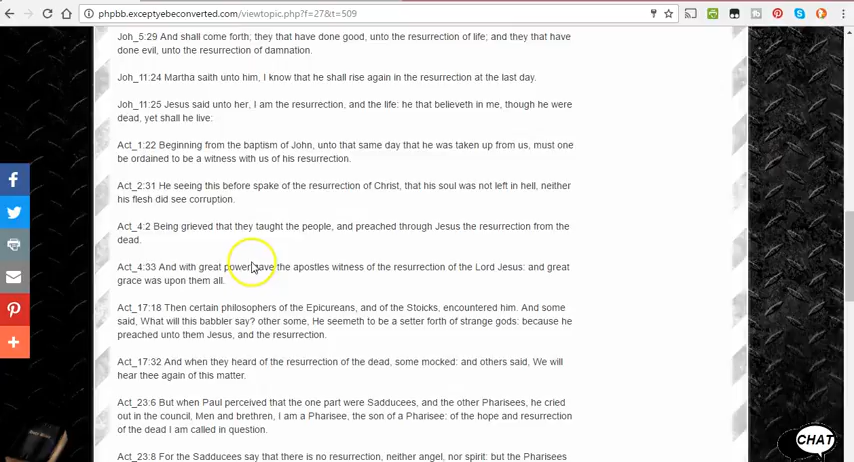 phpbb.exceptyebeconverted.com/viewtopic.php?f=27&t=509
Joh_5:29 And shall come forth; they that have done good, unto the resurrection of life; and they that have
done evil, unto the resurrection of damnation.
Joh_11:24 Martha saith unto him, I know that he shall rise again in the resurrection at the last day.
Joh_11:25 Jesus said unto her, I am the resurrection, and the life: he that believeth in me, though he were
dead, yet shall he live:
Act_1:22 Beginning from the baptism of John, unto that same day that he was taken up from us, must one
be ordained to be a witness with us of his resurrection.
Act_2:31 He seeing this before spake of the resurrection of Christ, that his soul was not left in hell, neither
his flesh did see corruption.
Act_4:2 Being grieved that they taught the people, and preached through Jesus the resurrection from the
dead.
Act_4:33 And with great power gave the apostles witness of the resurrection of the Lord Jesus: and great
grace was upon them all.
Act_17:18 Then certain philosophers of the Epicureans, and of the Stoicks, encountered him. And some
said, What will this babbler say? other some, He seemeth to be a setter forth of strange gods: because he
preached unto them Jesus, and the resurrection.
Act_17:32 And when they heard of the resurrection of the dead, some mocked: and others said, We will
hear thee again of this matter.
Act_23:6 But when Paul perceived that the one part were Sadducees, and the other Pharisees, he cried
out in the council, Men and brethren, I am a Pharisee, the son of a Pharisee: of the hope and resurrection
of the dead I am called in question.
Act_23:8 For the Sadducees say that there is no resurrection, neither angel, nor spirit: but the Pharisees
CHAT